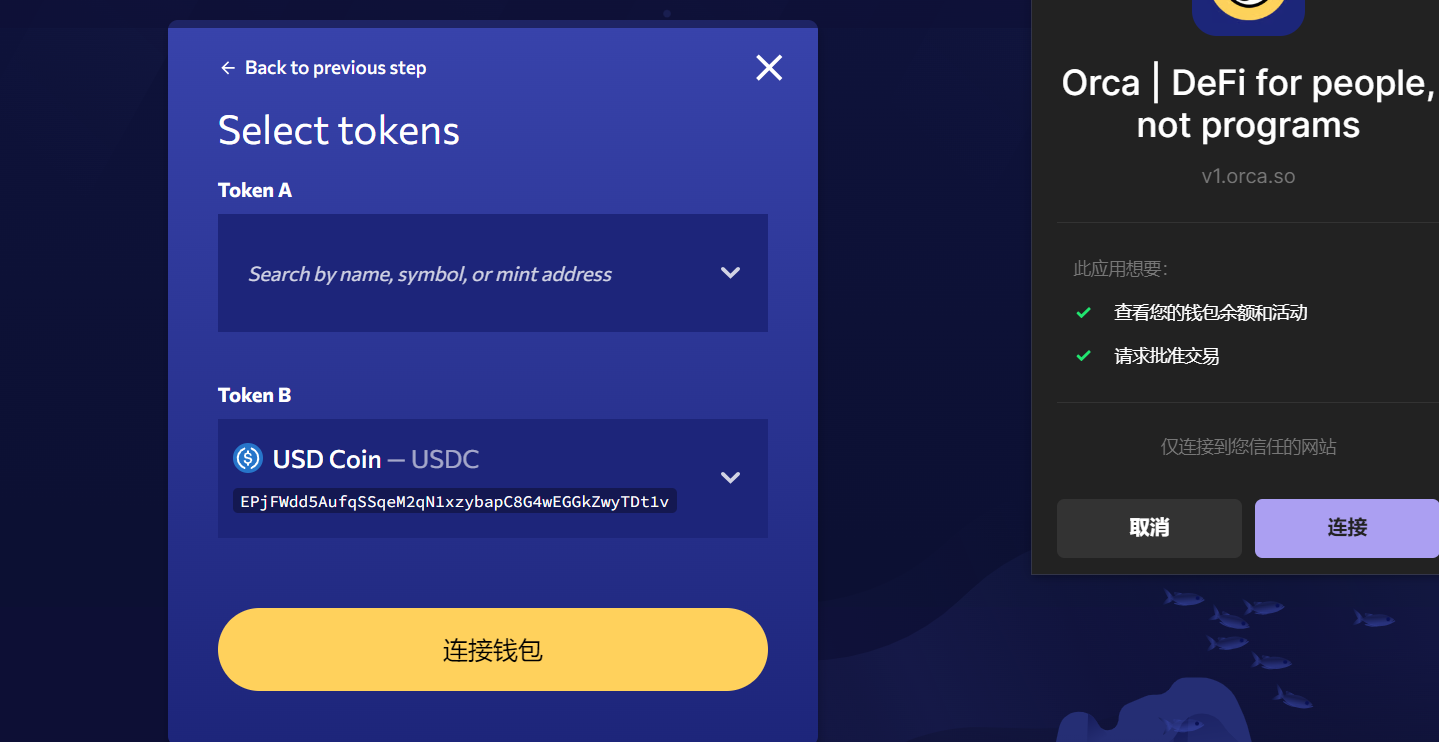 Back to previous step
Select tokens
Token A
Search by name, symbol, or mint address
Token B
USD Coin — USDC
EPjFWdd5AufqSSqeM2qN1xzybapC8G4wEGGkZwyTDt1v
连接钱包
Orca | DeFi for people,
not programs
v1.orca.so
此应用想要:
查看您的钱包余额和活动
请求批准交易
仅连接到您信任的网站
取消
连接